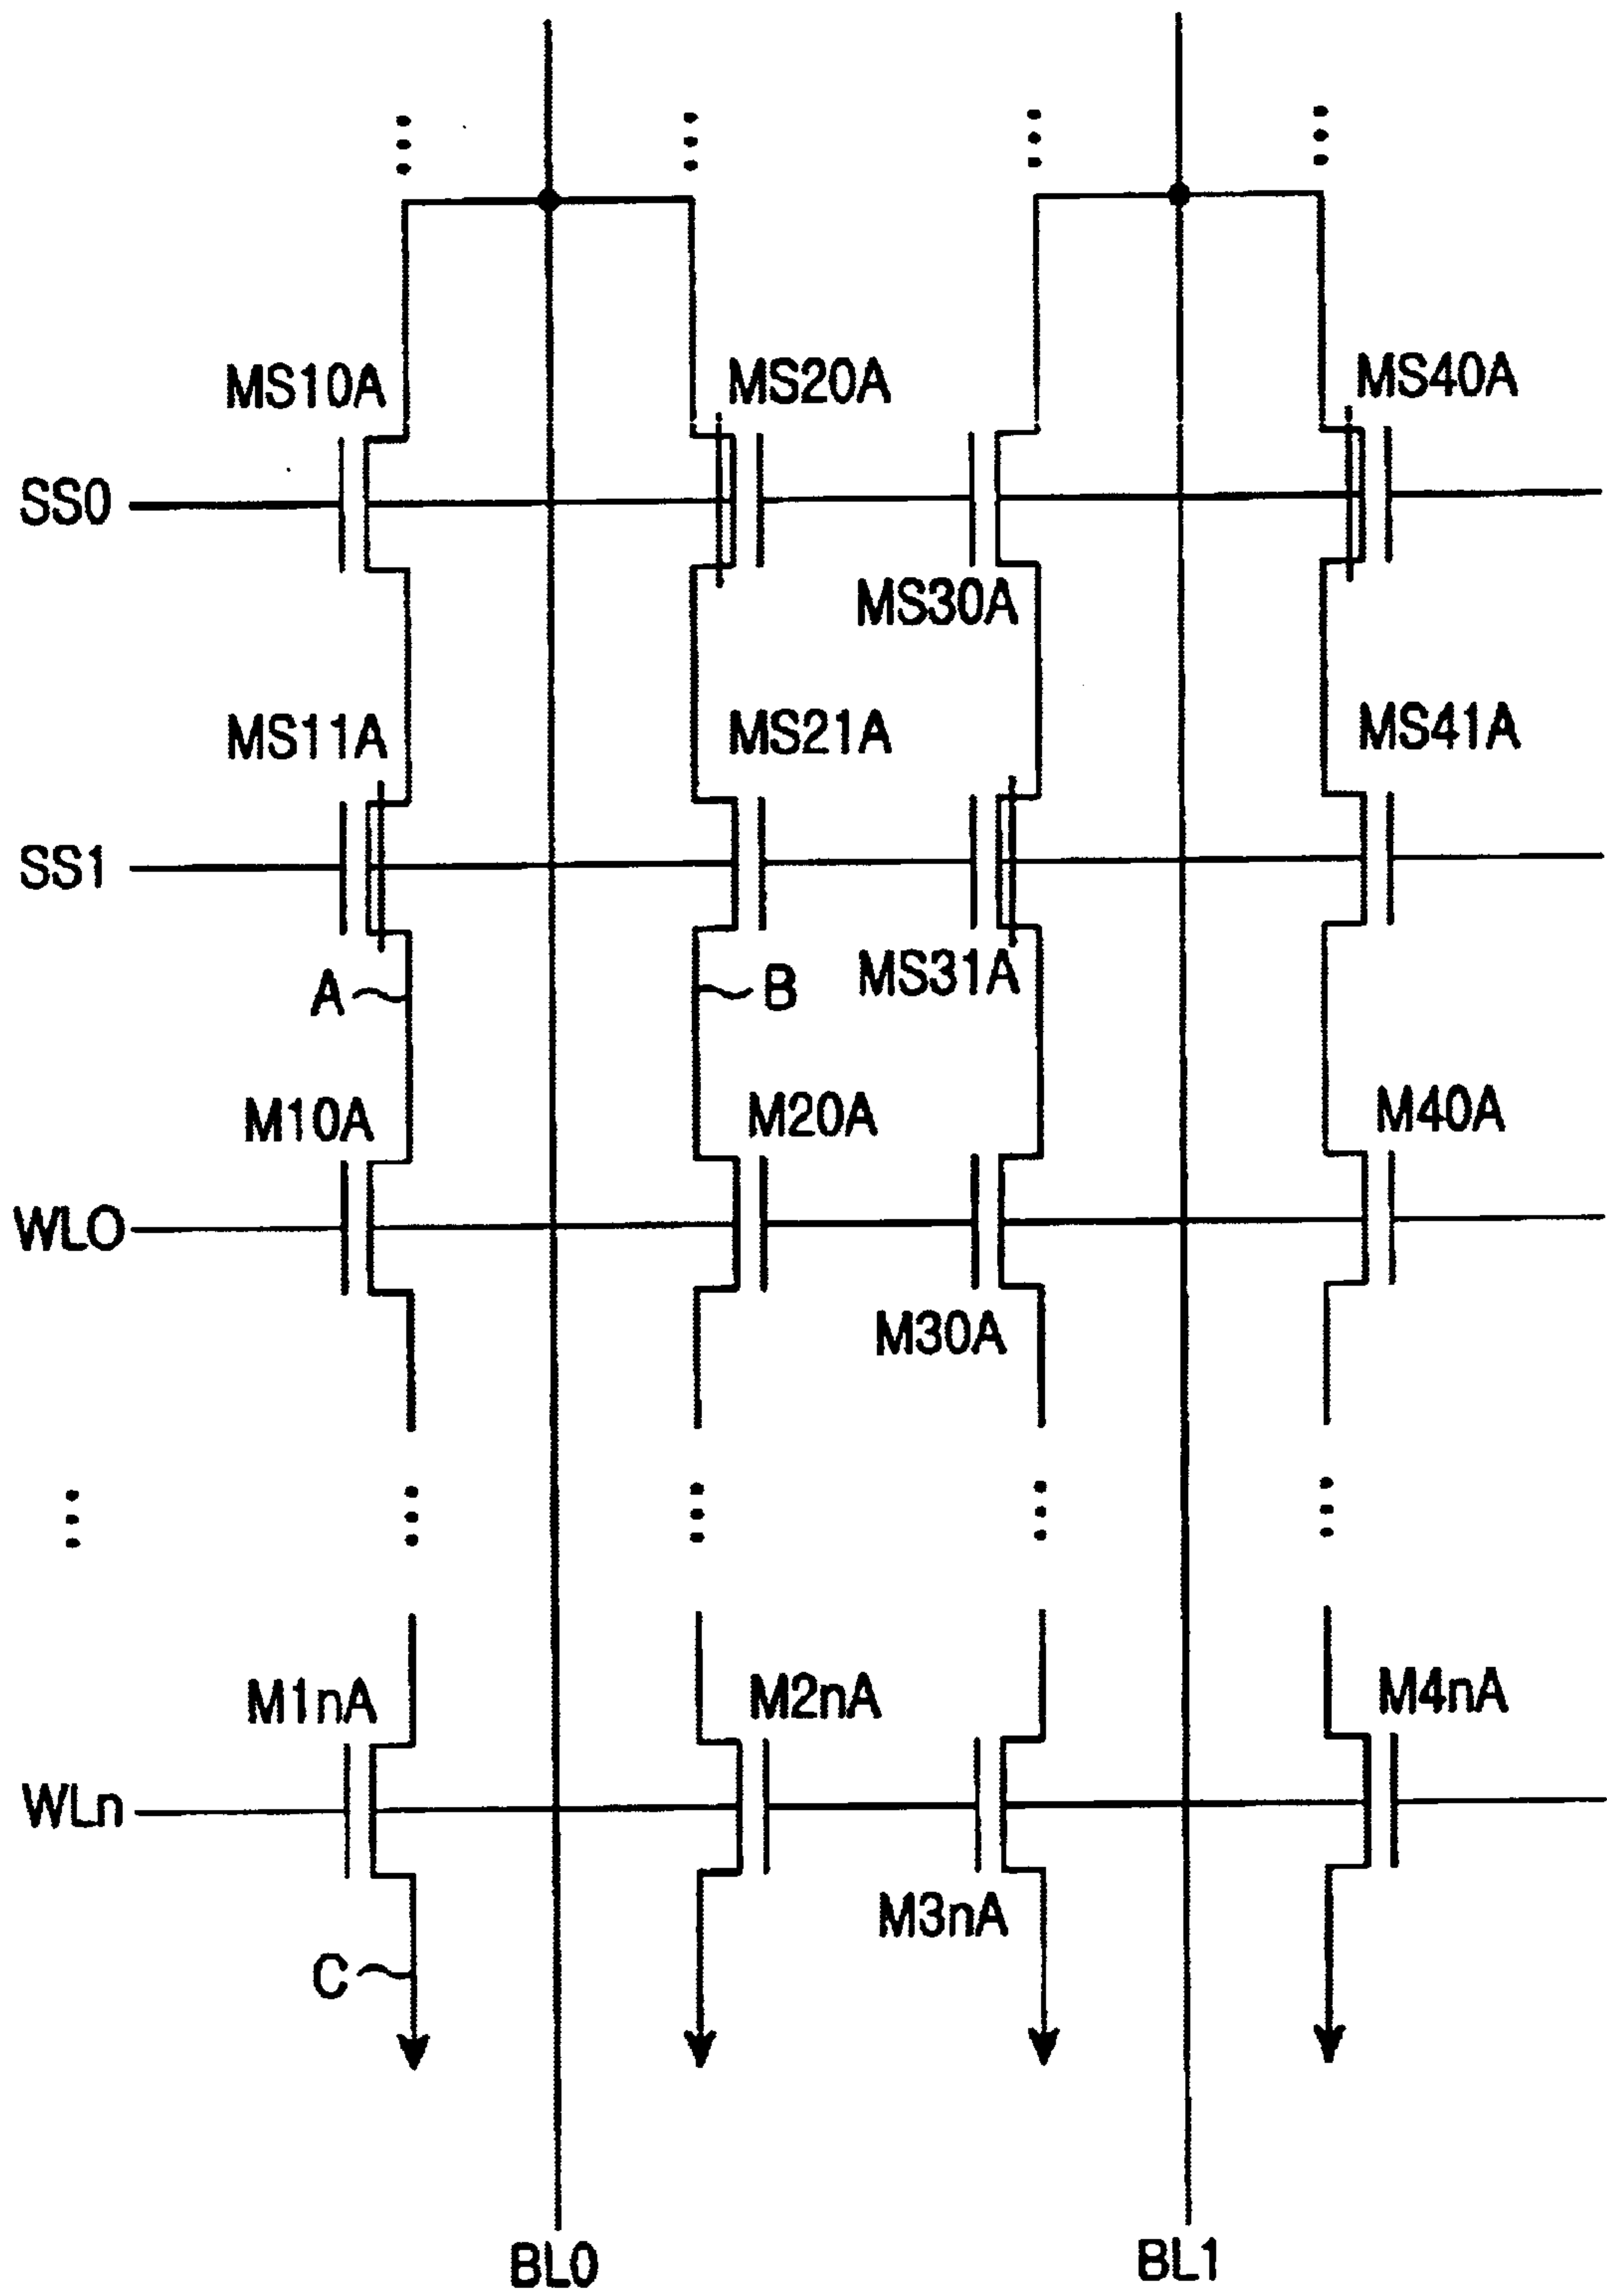 MS10A
MS20A
MS40A
SS0
MS30A
MS11A
MS21A
MS41A
SS1
MS31A
A
B
M10A
M20A
M40A
WLO
M30A
M1nA
M2nA
M4nA
WLn
M3nA
C
BL0
BL1